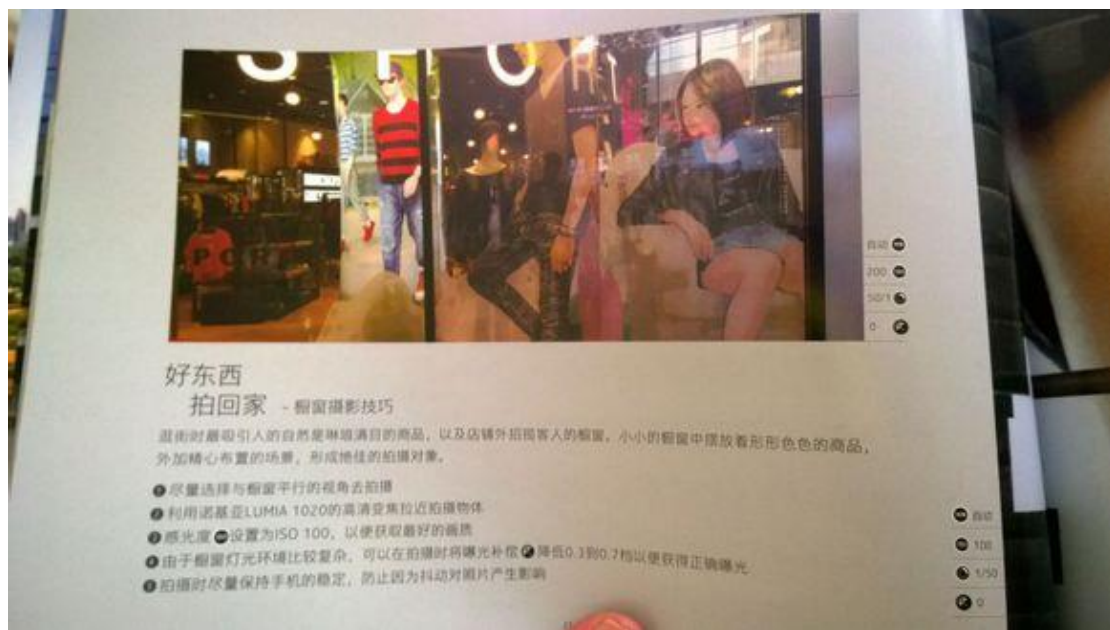 SPORT
PORT
自动
200
50/1
0
好东西
拍回家 - 橱窗摄影技巧
逛街时最吸引人的自然是琳琅满目的商品，以及店铺外招揽客人的橱窗。小小的橱窗中摆放着形形色色的商品，
外加精心布置的场景，形成绝佳的拍摄对象。
1 尽量选择与橱窗平行的视角去拍摄
2 利用诺基亚LUMIA 1020的高清变焦拉近拍摄物体
3 感光度 ISO 设置为ISO 100，以便获取最好的画质
4 由于橱窗灯光环境比较复杂，可以在拍摄时将曝光补偿 降低0.3到0.7档以便获得正确曝光
5 拍摄时尽量保持手机的稳定，防止因为抖动对照片产生影响
自动
100
1/50
0